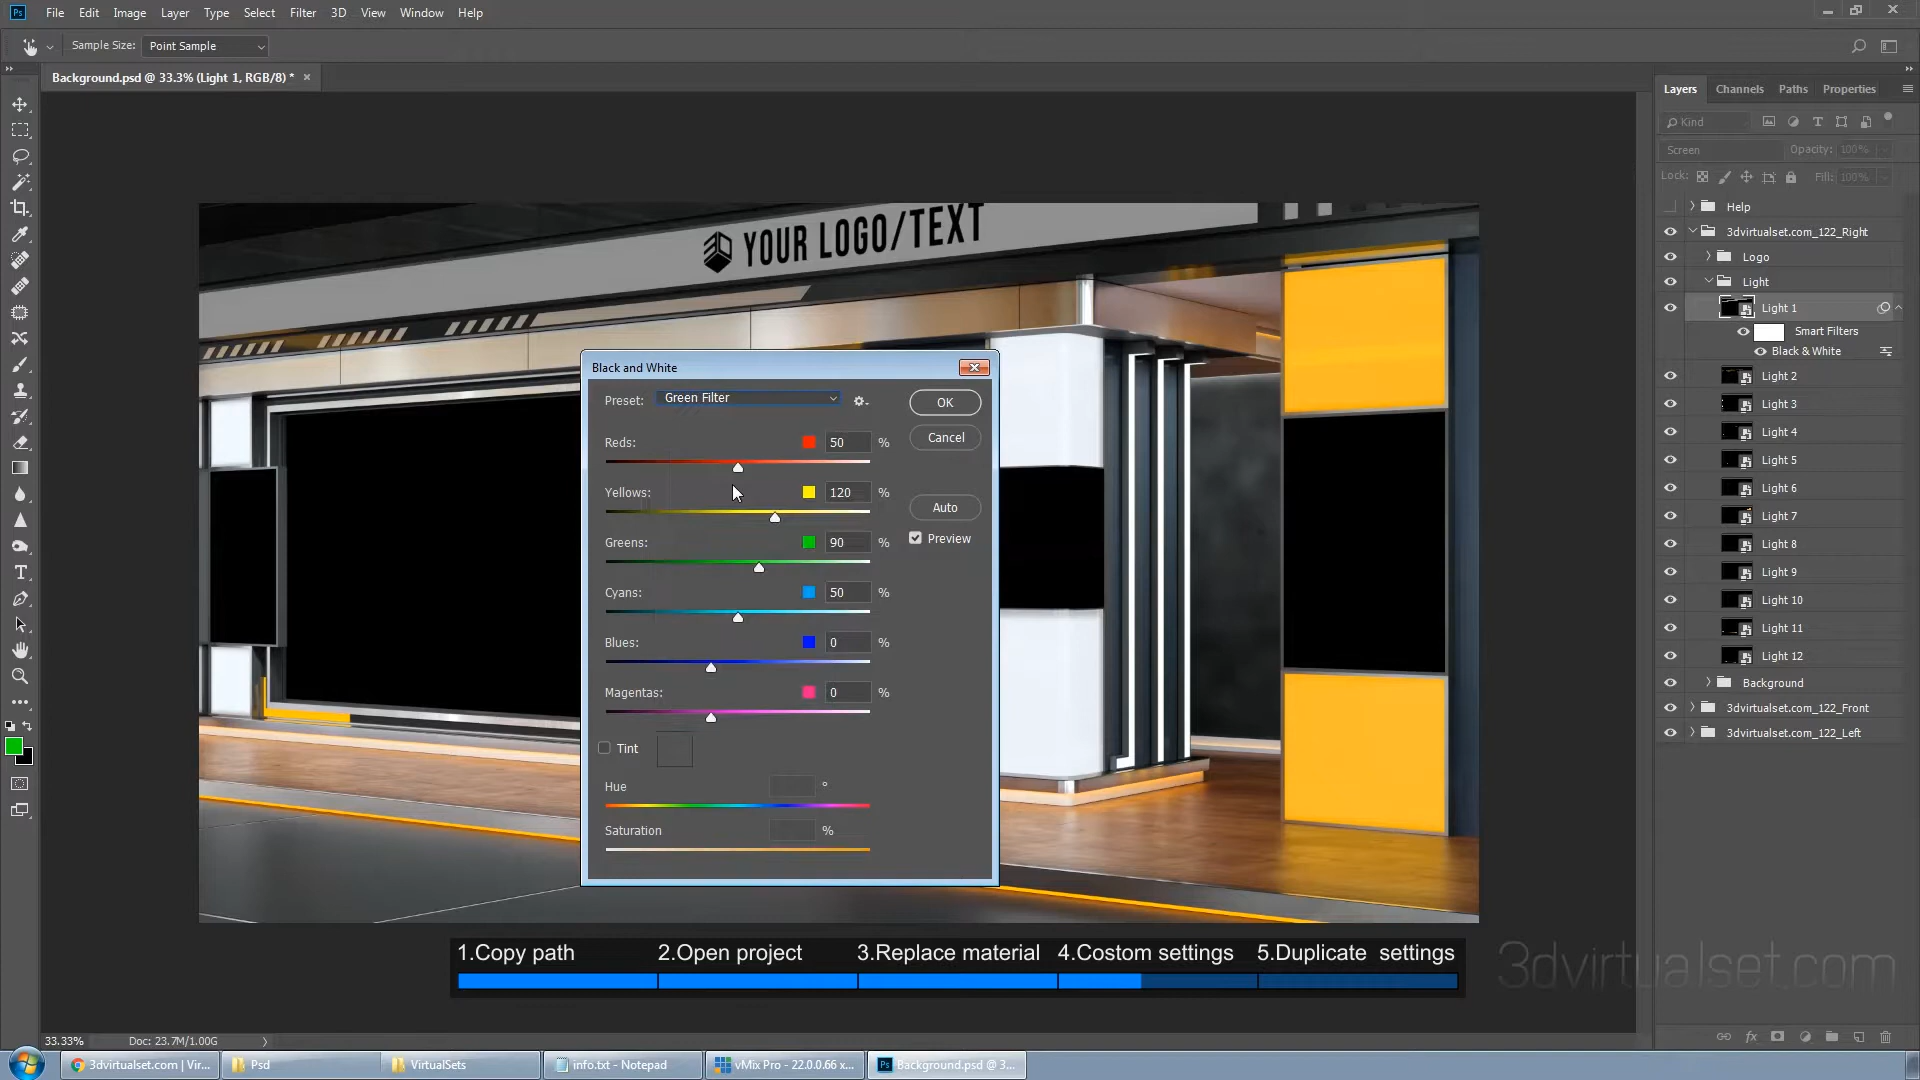 Ps File Edit Image Layer Type Select Filter 3D View Window Help
Sample Size: Point Sample
Background.psd @ 33.3% (Light 1, RGB/8) * ×
Layers Channels Paths Properties
Kind
Screen Opacity: 100%
Lock: Fill: 100%
Help
3dvirtualset.com_122_Right
Logo
Light
Light 1
Smart Filters
Black & White
Light 2
Light 3
Light 4
Light 5
Light 6
Light 7
Light 8
Light 9
Light 10
Light 11
Light 12
Background
3dvirtualset.com_122_Front
3dvirtualset.com_122_Left
YOUR LOGO/TEXT
Black and White
Preset: Green Filter
OK
Cancel
Auto
Preview
Reds: 50 %
Yellows: 120 %
Greens: 90 %
Cyans: 50 %
Blues: 0 %
Magentas: 0 %
Tint
Hue °
Saturation %
1.Copy path 2.Open project 3.Replace material 4.Costom settings 5.Duplicate settings
3dvirtualset.com
33.33% Doc: 23.7M/1.00G
3dvirtualset.com | Vir... Psd VirtualSets info.txt - Notepad vMix Pro - 22.0.0.66 x... Ps Background.psd @ 3...